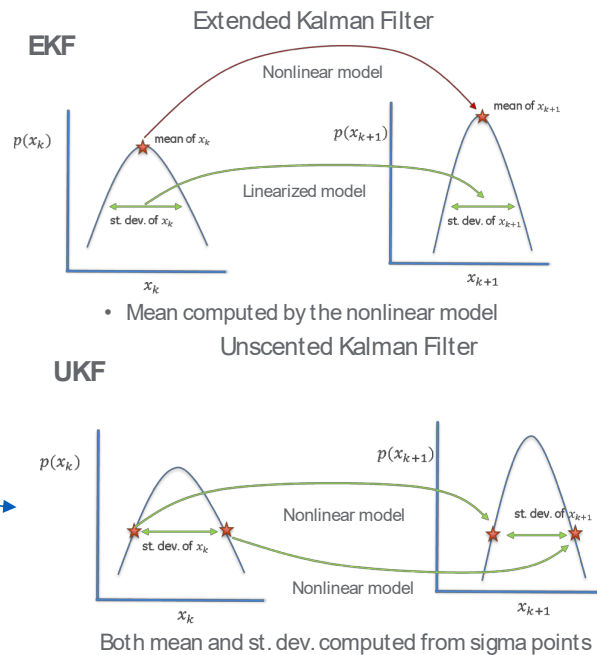 Extended Kalman Filter
EKF
Nonlinear model
mean of $x_k$
mean of $x_{k+1}$
$p(x_k)$
$p(x_{k+1})$
Linearized model
st. dev. of $x_k$
st. dev. of $x_{k+1}$
$x_k$
$x_{k+1}$
• Mean computed by the nonlinear model
Unscented Kalman Filter
UKF
$p(x_k)$
$p(x_{k+1})$
Nonlinear model
st. dev. of $x_k$
st. dev. of $x_{k+1}$
Nonlinear model
$x_k$
$x_{k+1}$
Both mean and st. dev. computed from sigma points